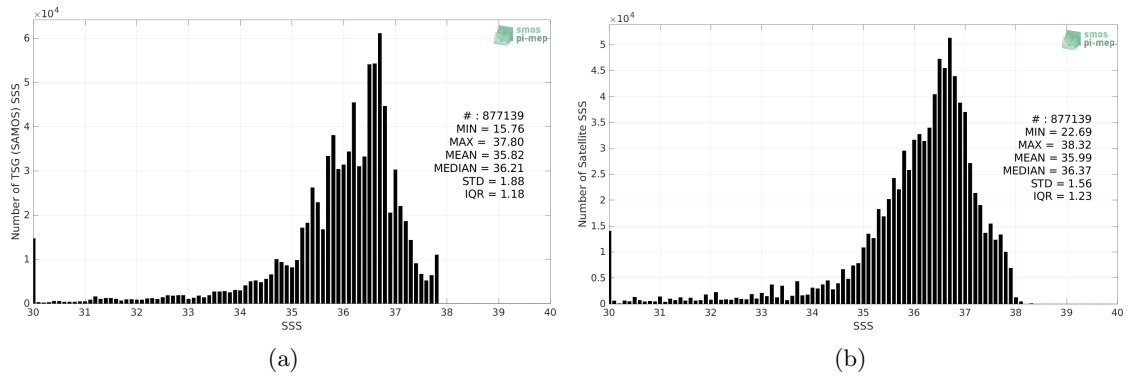 ×10⁴
6
5
4
3
2
1
0
Number of TSG (SAMOS) SSS
30 31 32 33 34 35 36 37 38 39 40
SSS
smos
pi-mep
# : 877139
MIN = 15.76
MAX = 37.80
MEAN = 35.82
MEDIAN = 36.21
STD = 1.88
IQR = 1.18
(a)
×10⁴
5
4.5
4
3.5
3
2.5
2
1.5
1
0.5
0
Number of Satellite SSS
30 31 32 33 34 35 36 37 38 39 40
SSS
smos
pi-mep
# : 877139
MIN = 22.69
MAX = 38.32
MEAN = 35.99
MEDIAN = 36.37
STD = 1.56
IQR = 1.23
(b)